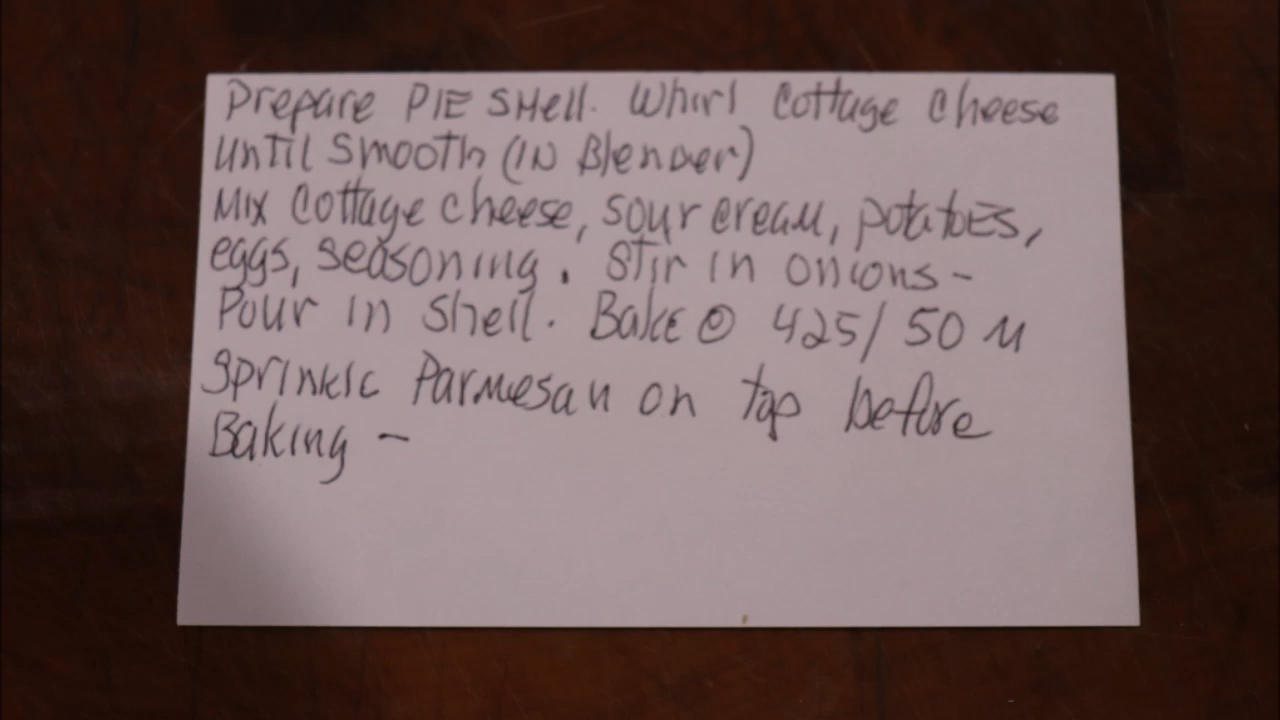 Prepare PIE SHell. Whirl cottage cheese
until smooth (IN Blender)
Mix cottage cheese, sour cream, potatoes,
eggs, seasoning. Stir in onions -
Pour in shell. Bake @ 425/ 50 M
Sprinkle Parmesan on top before
Baking -